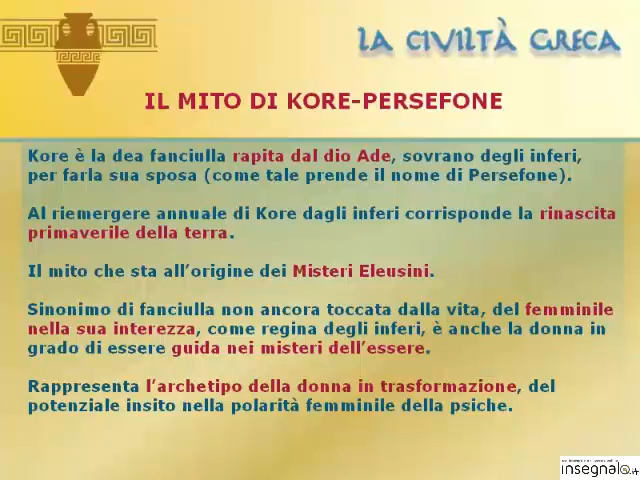 LA CIVILTÀ GRECA
IL MITO DI KORE-PERSEFONE
Kore è la dea fanciulla rapita dal dio Ade, sovrano degli inferi,
per farla sua sposa (come tale prende il nome di Persefone).
Al riemergere annuale di Kore dagli inferi corrisponde la rinascita
primaverile della terra.
Il mito che sta all’origine dei Misteri Eleusini.
Sinonimo di fanciulla non ancora toccata dalla vita, del femminile
nella sua interezza, come regina degli inferi, è anche la donna in
grado di essere guida nei misteri dell’essere.
Rappresenta l’archetipo della donna in trasformazione, del
potenziale insito nella polarità femminile della psiche.
insegnalo.it